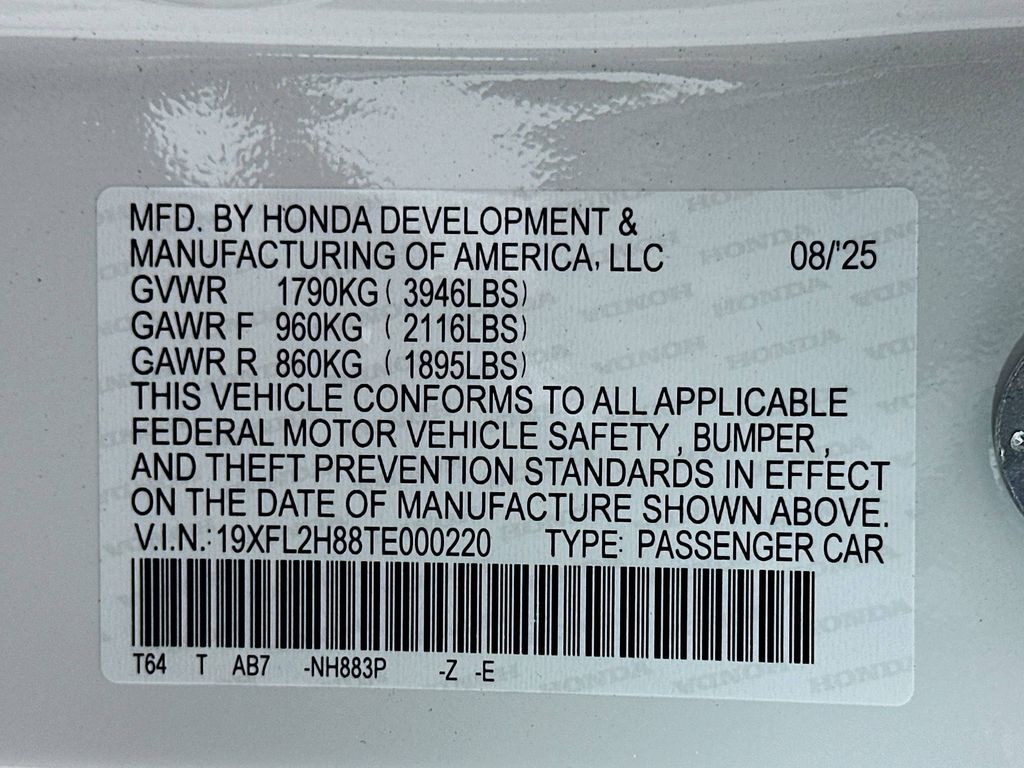 MFD. BY HONDA DEVELOPMENT &
MANUFACTURING OF AMERICA, LLC 08/'25
GVWR 1790KG ( 3946LBS)
GAWR F 960KG ( 2116LBS)
GAWR R 860KG ( 1895LBS)
THIS VEHICLE CONFORMS TO ALL APPLICABLE
FEDERAL MOTOR VEHICLE SAFETY , BUMPER ,
AND THEFT PREVENTION STANDARDS IN EFFECT
ON THE DATE OF MANUFACTURE SHOWN ABOVE.
V.I.N.: 19XFL2H88TE000220 TYPE: PASSENGER CAR
T64 T AB7 -NH883P -Z -E